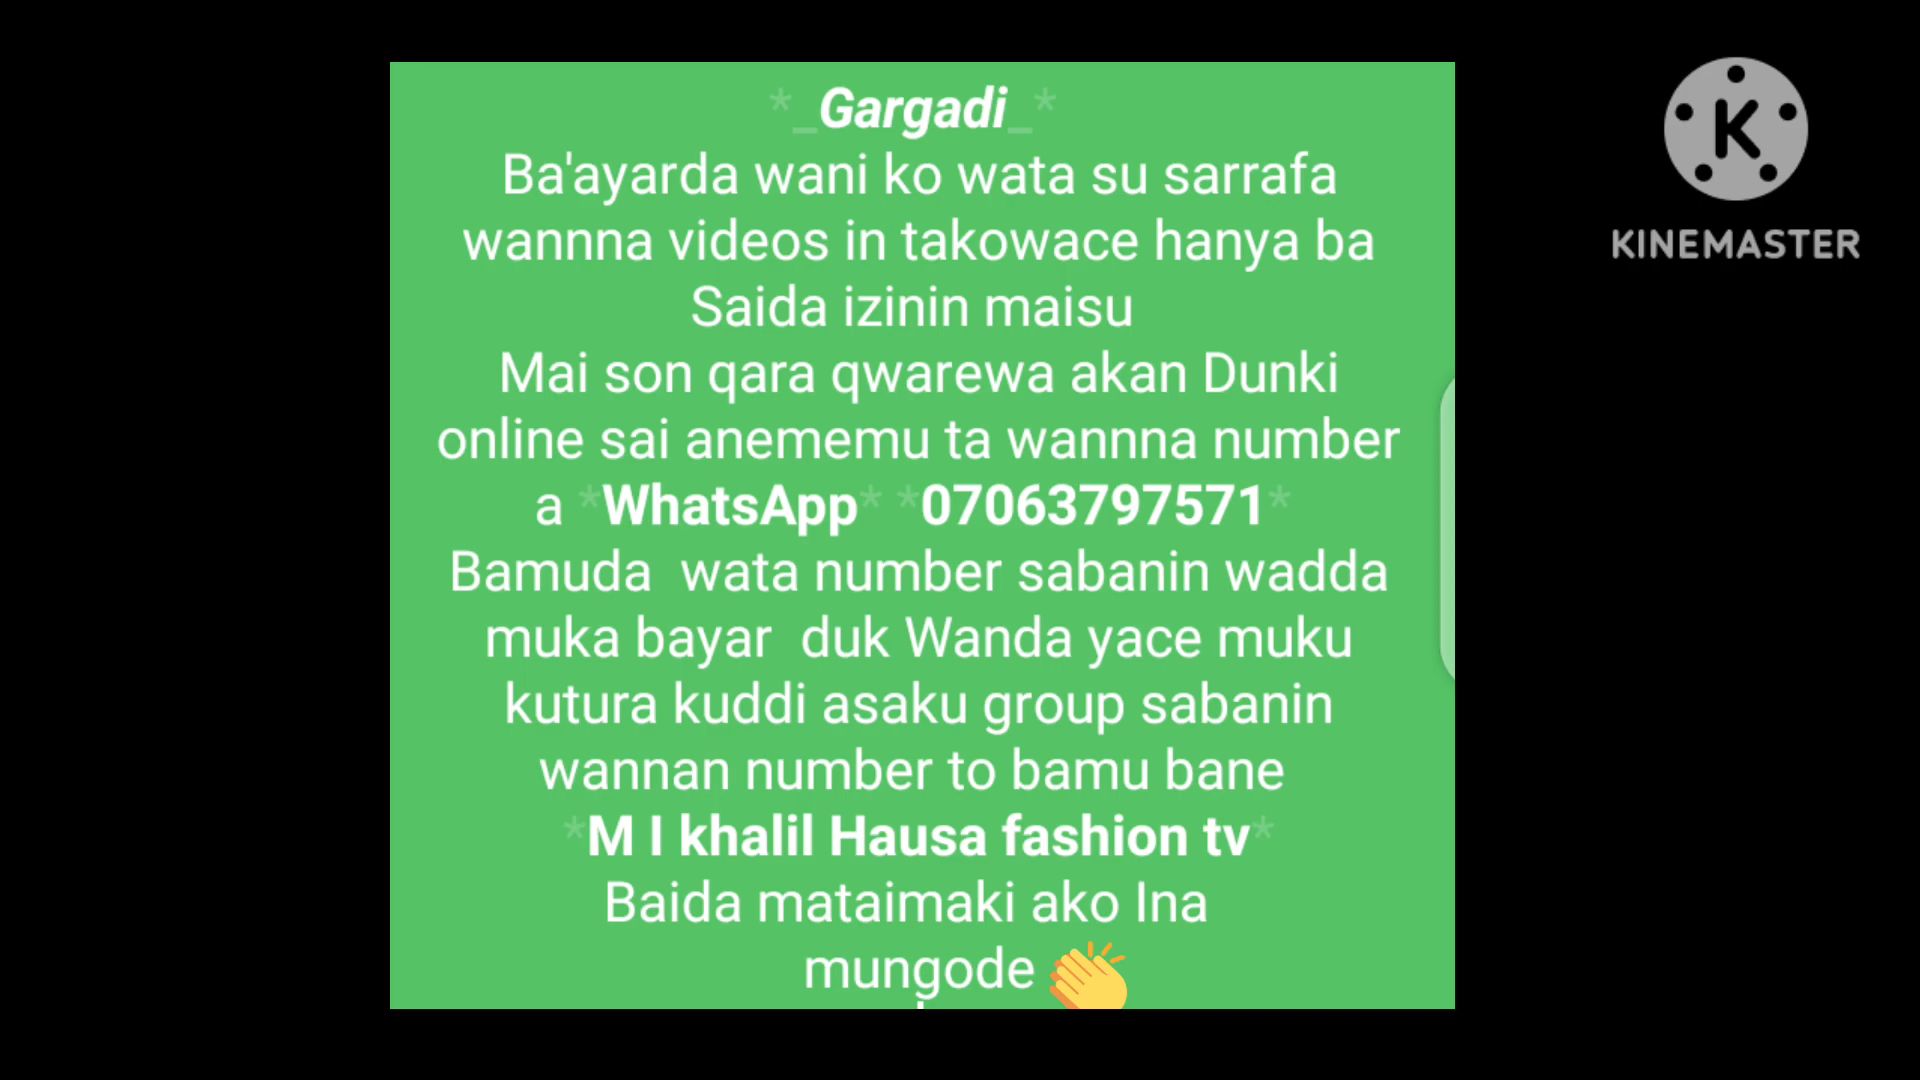 *_Gargadi_*
Ba'ayarda wani ko wata su sarrafa
wannna videos in takowace hanya ba
Saida izinin maisu
Mai son qara qwarewa akan Dunki
online sai anememu ta wannna number
a *WhatsApp* *07063797571*
Bamuda  wata number sabanin wadda
muka bayar  duk Wanda yace muku
kutura kuddi asaku group sabanin
wannan number to bamu bane
*M I khalil Hausa fashion tv*
Baida mataimaki ako Ina
mungode 👏
KINEMASTER